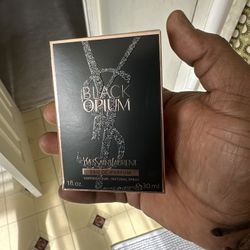 BLACK
OPIUM
YVES SAINT LAURENT
EAU DE PARFUM
1 fl.oz 30 ml